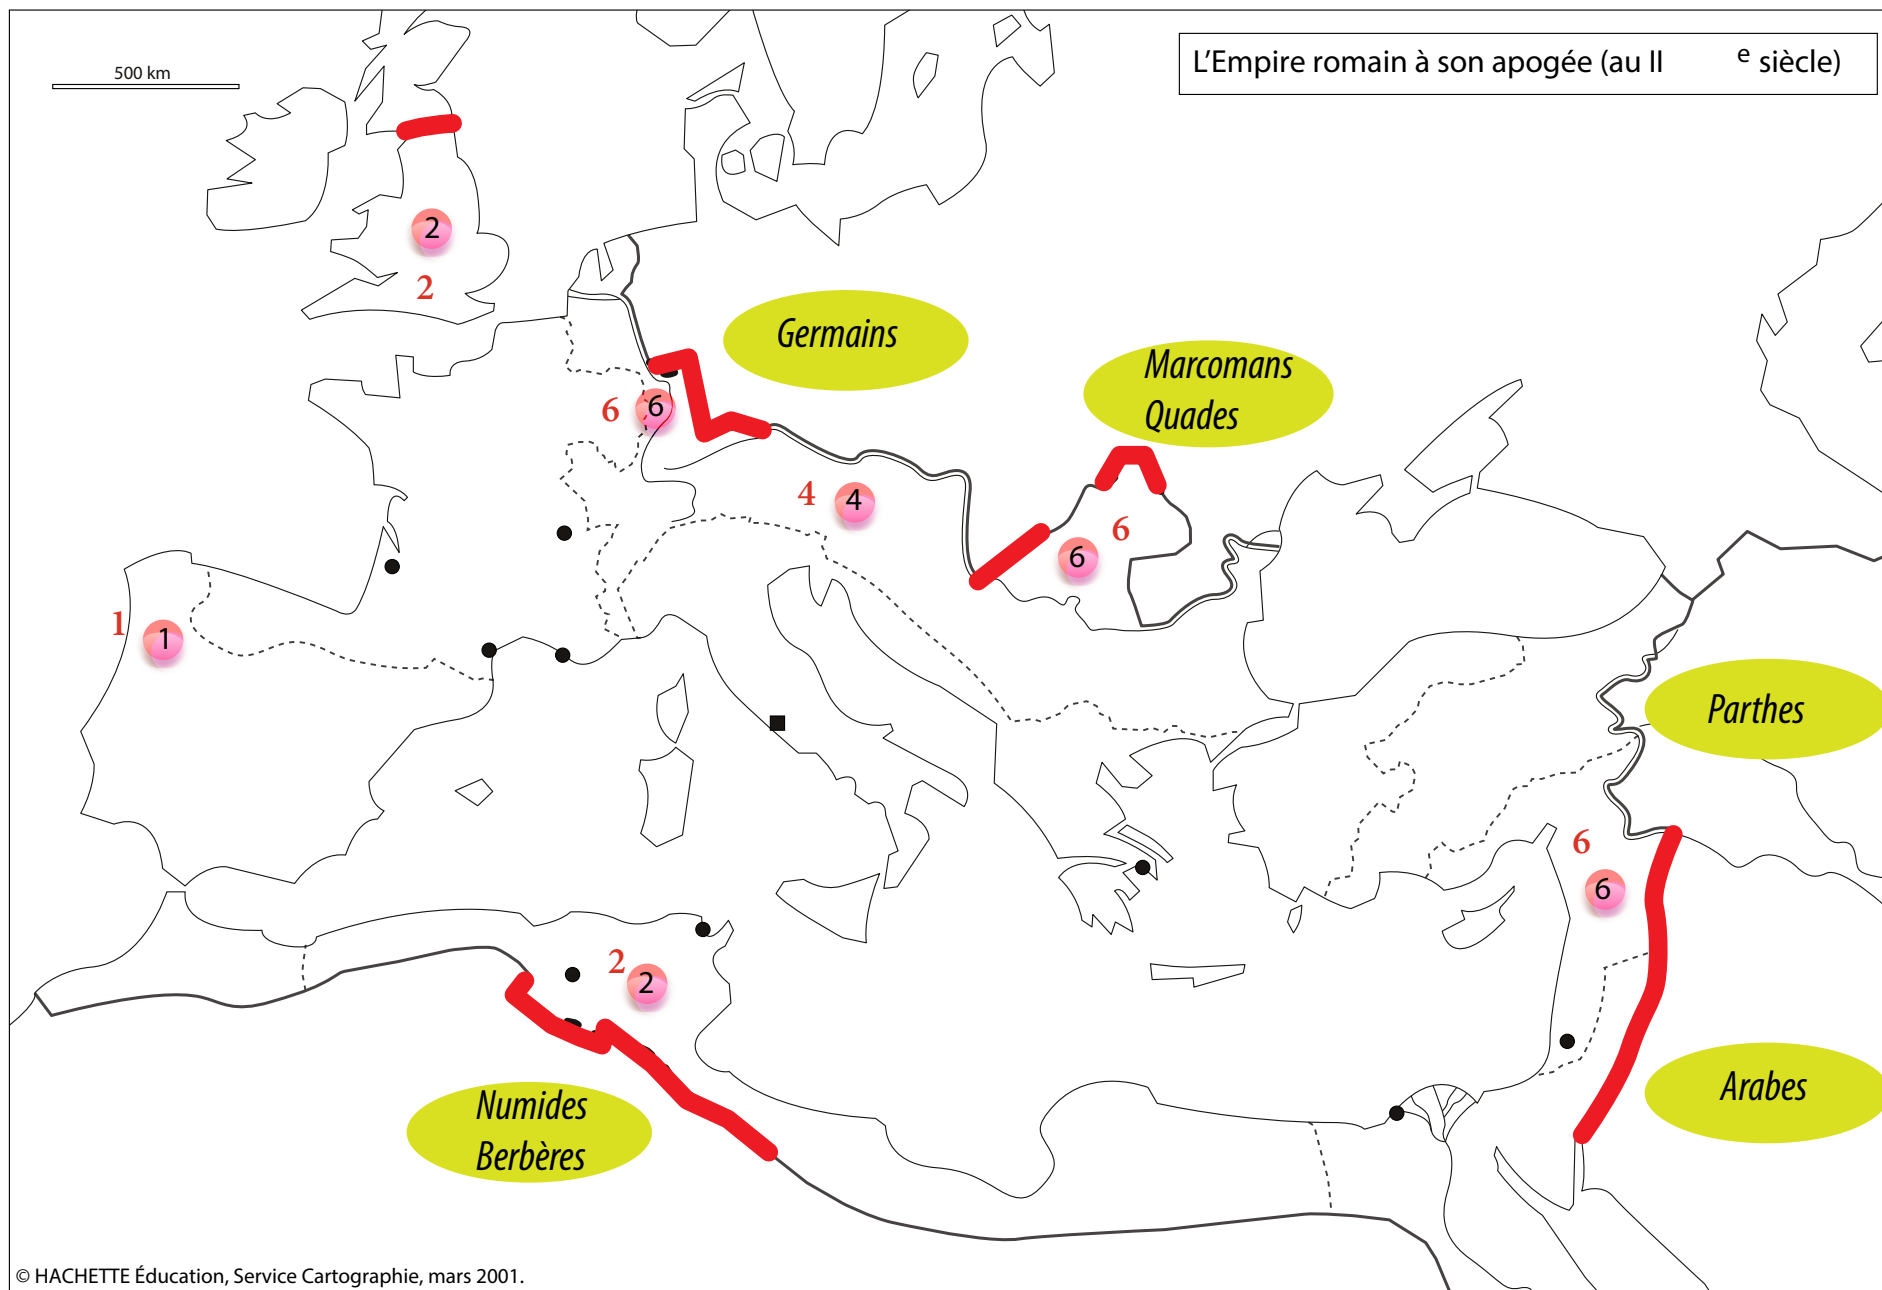 500 km
L'Empire romain à son apogée (au II e siècle)
2
2
Germains
Marcomans
Quades
6
6
4
4
6
6
1
1
Parthes
6
6
2
2
Numides
Berbères
Arabes
© HACHETTE Éducation, Service Cartographie, mars 2001.